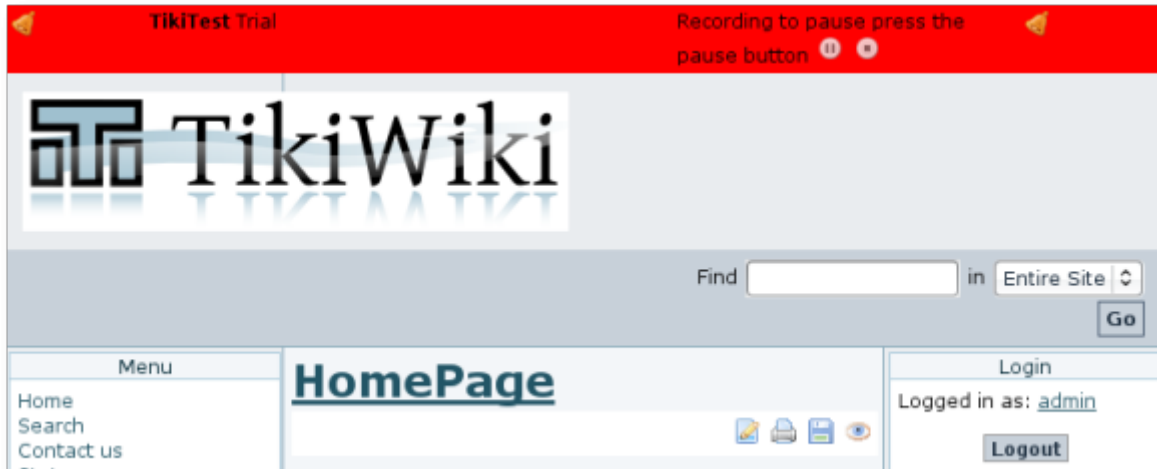 TikiTest Trial
Recording to pause press the
pause button
TikiWiki
Find
in Entire Site
Go
Menu
Home
Search
Contact us
HomePage
Login
Logged in as: admin
Logout